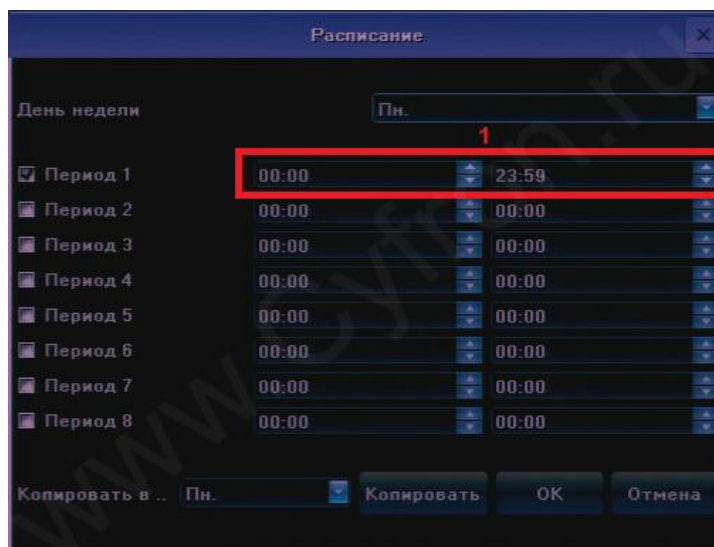 Расписание
День недели Пн.
1
Период 1 00:00 23:59
Период 2 00:00 00:00
Период 3 00:00 00:00
Период 4 00:00 00:00
Период 5 00:00 00:00
Период 6 00:00 00:00
Период 7 00:00 00:00
Период 8 00:00 00:00
Копировать в .. Пн. Копировать OK Отмена
www.Cyfron.ru